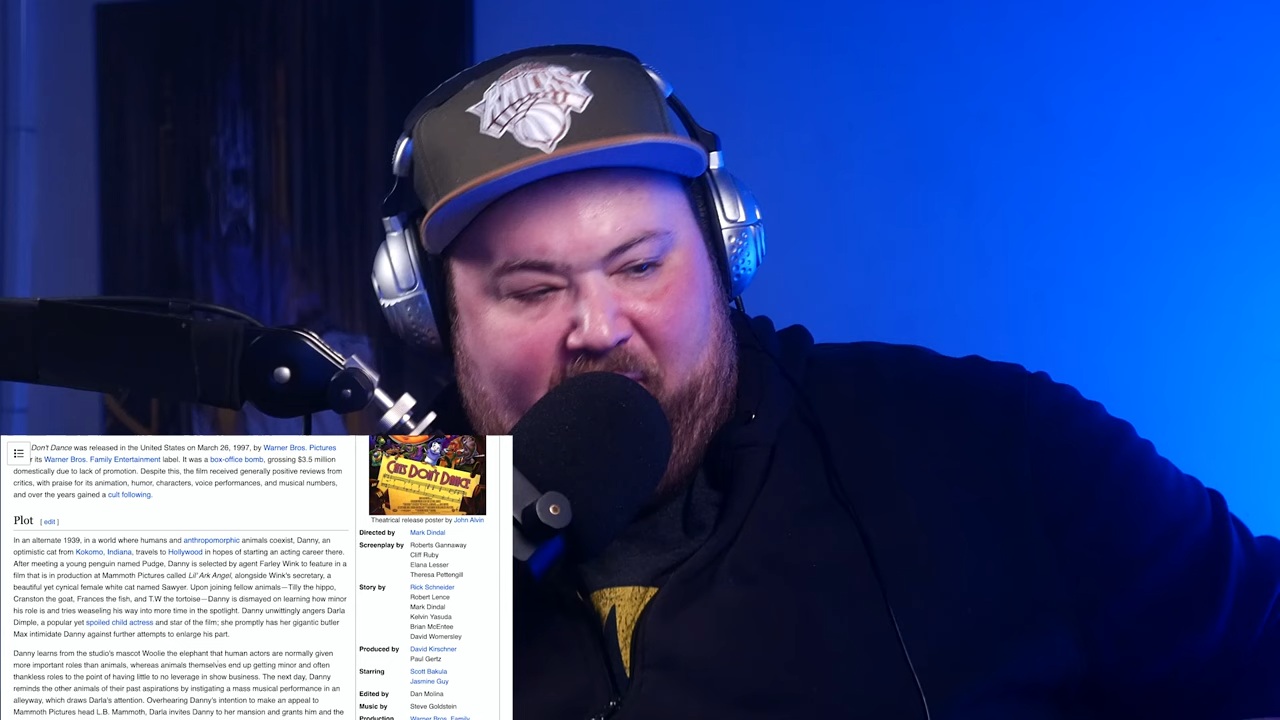 KNICKS
Don't Dance was released in the United States on March 26, 1997, by Warner Bros. Pictures
r its Warner Bros. Family Entertainment label. It was a box-office bomb, grossing $3.5 million
domestically due to lack of promotion. Despite this, the film received generally positive reviews from
critics, with praise for its animation, humor, characters, voice performances, and musical numbers,
and over the years gained a cult following.
Plot [ edit ]
In an alternate 1939, in a world where humans and anthropomorphic animals coexist, Danny, an
optimistic cat from Kokomo, Indiana, travels to Hollywood in hopes of starting an acting career there.
After meeting a young penguin named Pudge, Danny is selected by agent Farley Wink to feature in a
film that is in production at Mammoth Pictures called Lil' Ark Angel, alongside Wink's secretary, a
beautiful yet cynical female white cat named Sawyer. Upon joining fellow animals—Tilly the hippo,
Cranston the goat, Frances the fish, and T.W the tortoise—Danny is dismayed on learning how minor
his role is and tries weaseling his way into more time in the spotlight. Danny unwittingly angers Darla
Dimple, a popular yet spoiled child actress and star of the film; she promptly has her gigantic butler
Max intimidate Danny against further attempts to enlarge his part.
Danny learns from the studio's mascot Woolie the elephant that human actors are normally given
more important roles than animals, whereas animals themselves end up getting minor and often
thankless roles to the point of having little to no leverage in show business. The next day, Danny
reminds the other animals of their past aspirations by instigating a mass musical performance in an
alleyway, which draws Darla's attention. Overhearing Danny's intention to make an appeal to
Mammoth Pictures head L.B. Mammoth, Darla invites Danny to her mansion and grants him and the
CATS DON'T DANCE
Theatrical release poster by John Alvin
Directed by Mark Dindal
Screenplay by Roberts Gannaway
Cliff Ruby
Elana Lesser
Theresa Pettengill
Story by Rick Schneider
Robert Lence
Mark Dindal
Kelvin Yasuda
Brian McEntee
David Womersley
Produced by David Kirschner
Paul Gertz
Starring Scott Bakula
Jasmine Guy
Edited by Dan Molina
Music by Steve Goldstein
Production Warner Bros. Family